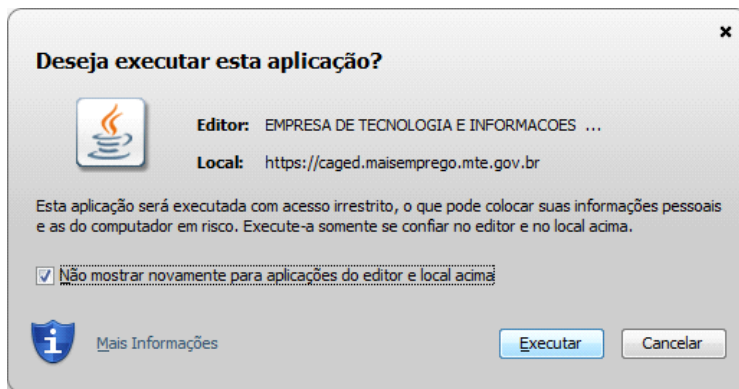 Deseja executar esta aplicação?
Editor: EMPRESA DE TECNOLOGIA E INFORMACOES ...
Local: https://caged.maisemprego.mte.gov.br
Esta aplicação será executada com acesso irrestrito, o que pode colocar suas informações pessoais
e as do computador em risco. Execute-a somente se confiar no editor e no local acima.
Não mostrar novamente para aplicações do editor e local acima
Mais Informações
Executar
Cancelar